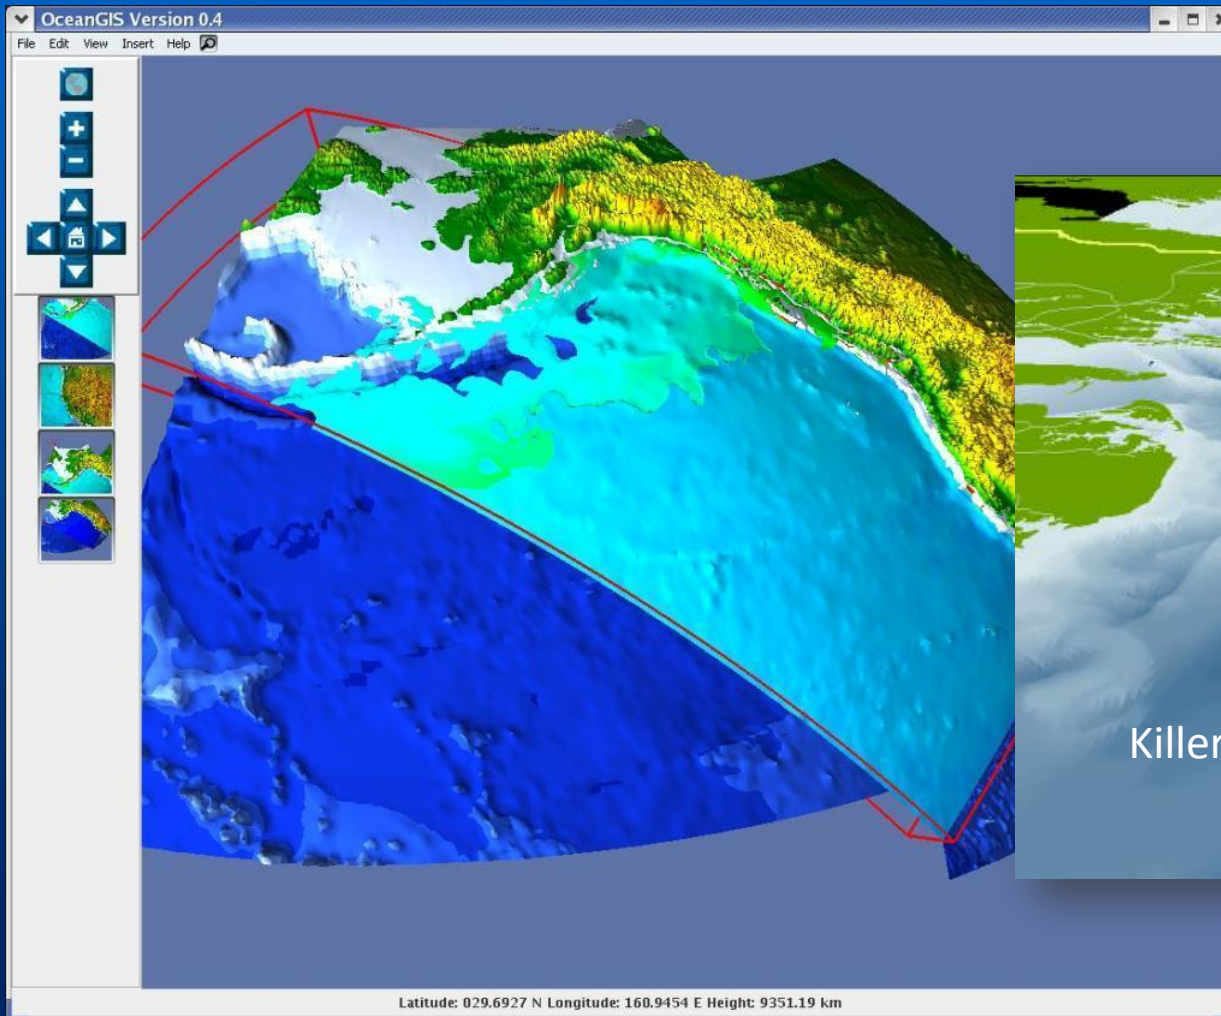 OceanGIS Version 0.4
File Edit View Insert Help
Killer
Latitude: 029.6927 N Longitude: 160.9454 E Height: 9351.19 km